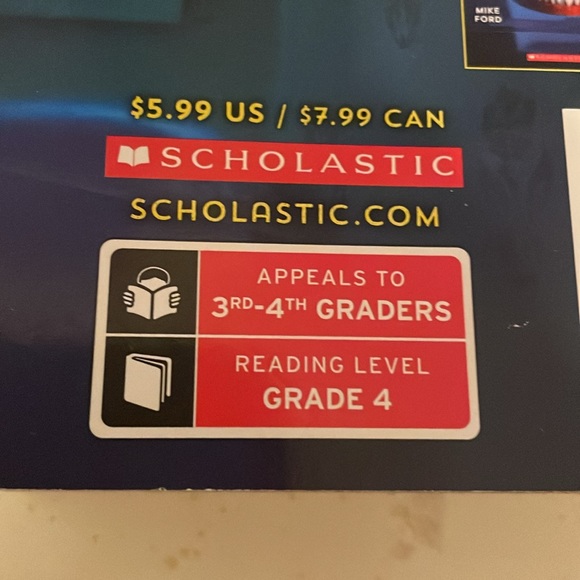 MIKE
FORD
SCHOLASTIC
$5.99 US / $7.99 CAN
SCHOLASTIC
SCHOLASTIC.COM
APPEALS TO
3RD-4TH GRADERS
READING LEVEL
GRADE 4